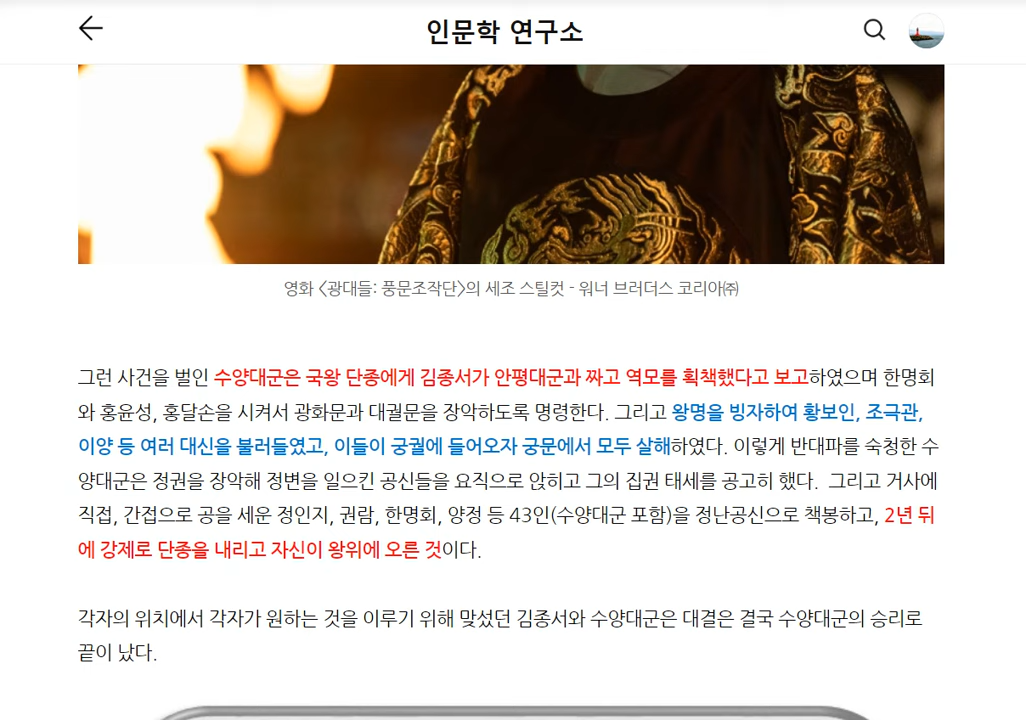 인문학 연구소
영화 <광대들: 풍문조작단>의 세조 스틸컷 - 워너 브러더스 코리아㈜
그런 사건을 벌인 수양대군은 국왕 단종에게 김종서가 안평대군과 짜고 역모를 획책했다고 보고하였으며 한명회
와 홍윤성, 홍달손을 시켜서 광화문과 대궐문을 장악하도록 명령한다. 그리고 왕명을 빙자하여 황보인, 조극관,
이양 등 여러 대신을 불러들였고, 이들이 궁궐에 들어오자 궁문에서 모두 살해하였다. 이렇게 반대파를 숙청한 수
양대군은 정권을 장악해 정변을 일으킨 공신들을 요직으로 앉히고 그의 집권 태세를 공고히 했다.  그리고 거사에
직접, 간접으로 공을 세운 정인지, 권람, 한명회, 양정 등 43인(수양대군 포함)을 정난공신으로 책봉하고, 2년 뒤
에 강제로 단종을 내리고 자신이 왕위에 오른 것이다.
각자의 위치에서 각자가 원하는 것을 이루기 위해 맞섰던 김종서와 수양대군은 대결은 결국 수양대군의 승리로
끝이 났다.